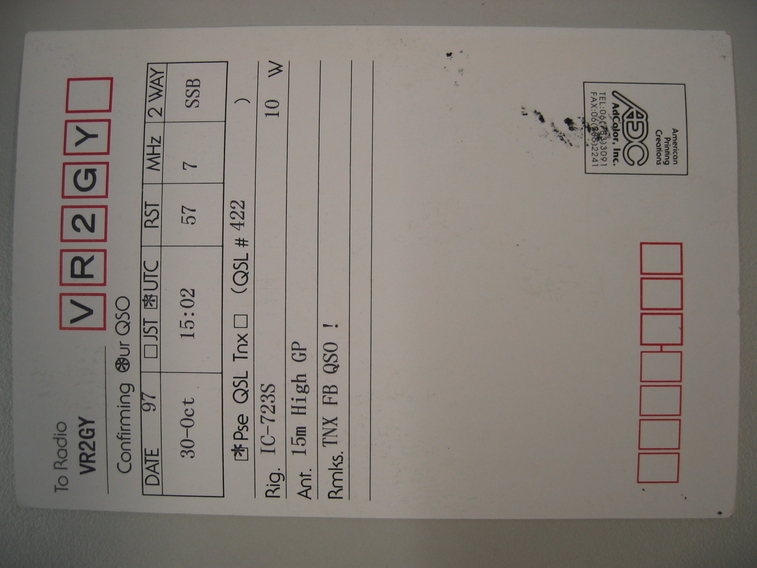 To Radio
VR2GY
VR2GY
Confirming Our QSO
DATE 97 □JST ✻UTC RST MHz 2 WAY
30-Oct 15:02 57 7 SSB
✻Pse QSL Tnx□ (QSL # 422 )
Rig. IC-723S 10 W
Ant. 15m High GP
Rmks. TNX FB QSO !
American
Printing
Creations
ADC
AdColor, Inc.